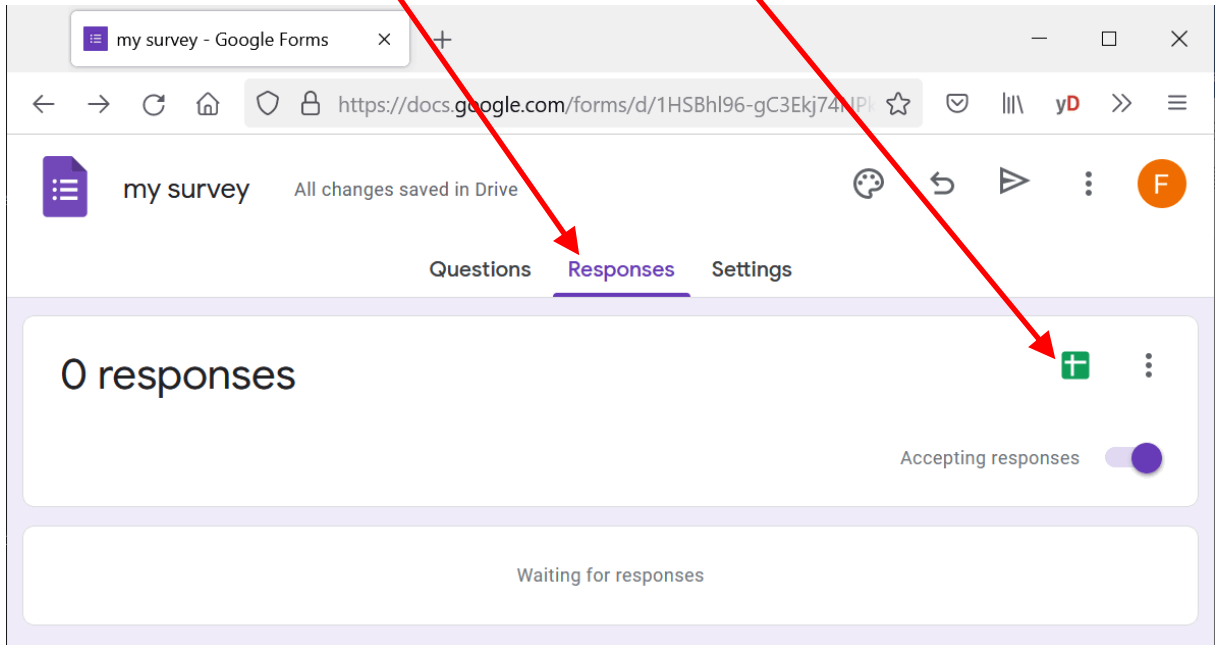 my survey - Google Forms
https://docs.google.com/forms/d/1HSBhl96-gC3Ekj74
yD
my survey All changes saved in Drive
F
Questions Responses Settings
0 responses
Accepting responses
Waiting for responses